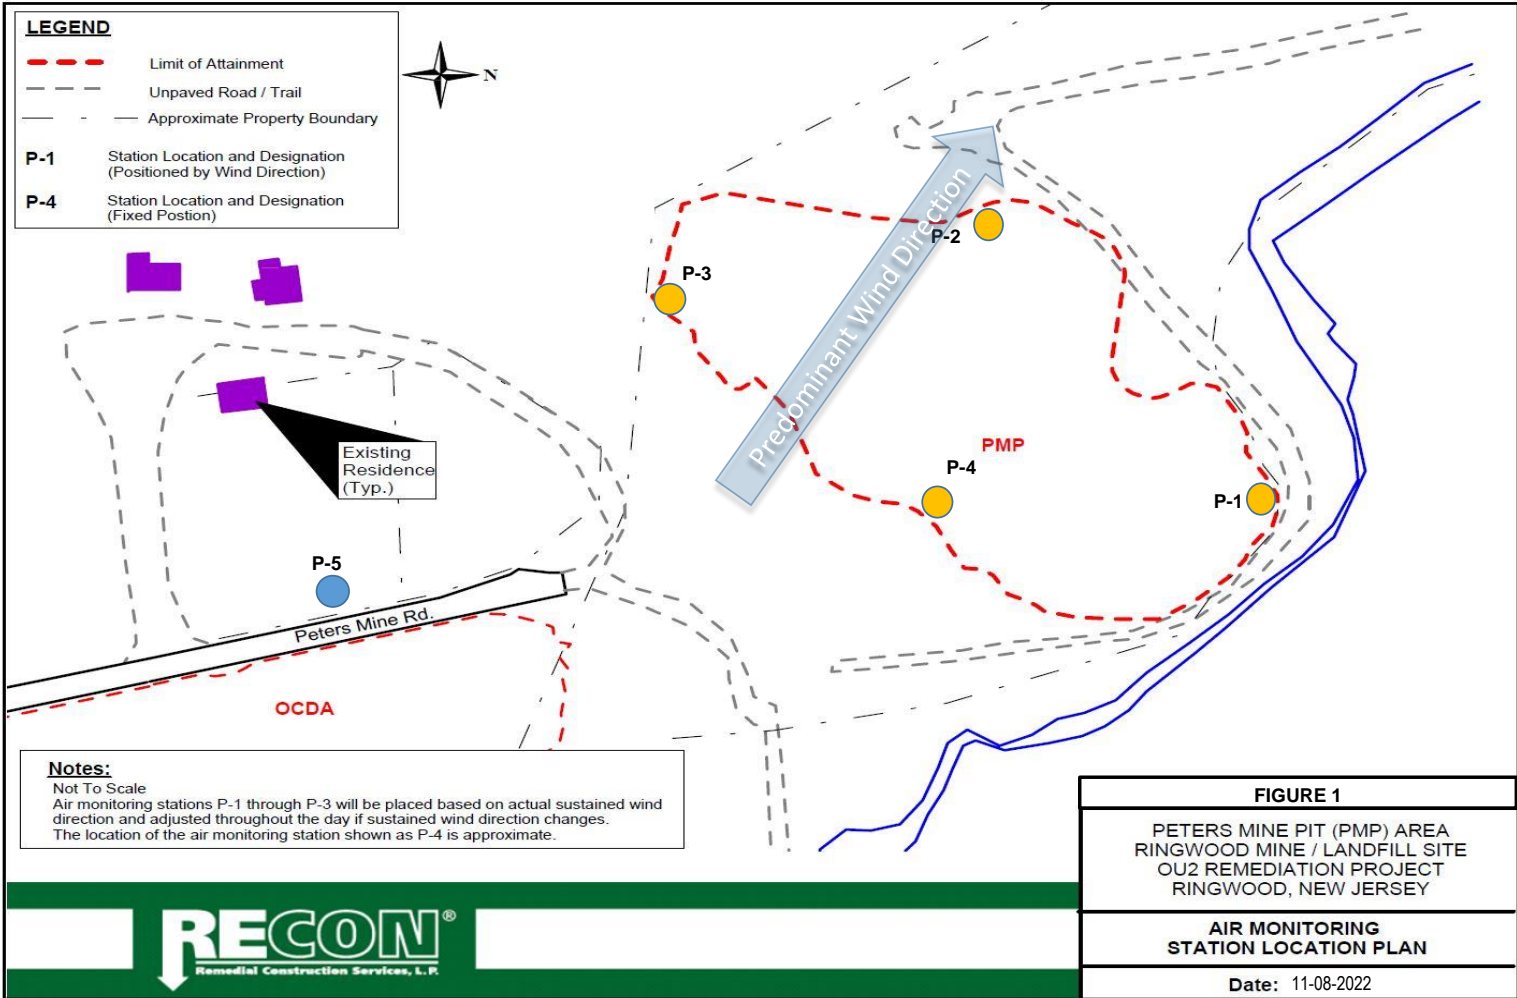 LEGEND
Limit of Attainment
Unpaved Road / Trail
Approximate Property Boundary
P-1 Station Location and Designation
(Positioned by Wind Direction)
P-4 Station Location and Designation
(Fixed Postion)
N
Predominant Wind Direction
P-2
P-3
PMP
P-4
P-1
Existing
Residence
(Typ.)
P-5
Peters Mine Rd.
OCDA
Notes:
Not To Scale
Air monitoring stations P-1 through P-3 will be placed based on actual sustained wind
direction and adjusted throughout the day if sustained wind direction changes.
The location of the air monitoring station shown as P-4 is approximate.
RECON®
Remedial Construction Services, L.P.
FIGURE 1
PETERS MINE PIT (PMP) AREA
RINGWOOD MINE / LANDFILL SITE
OU2 REMEDIATION PROJECT
RINGWOOD, NEW JERSEY
AIR MONITORING
STATION LOCATION PLAN
Date: 11-08-2022